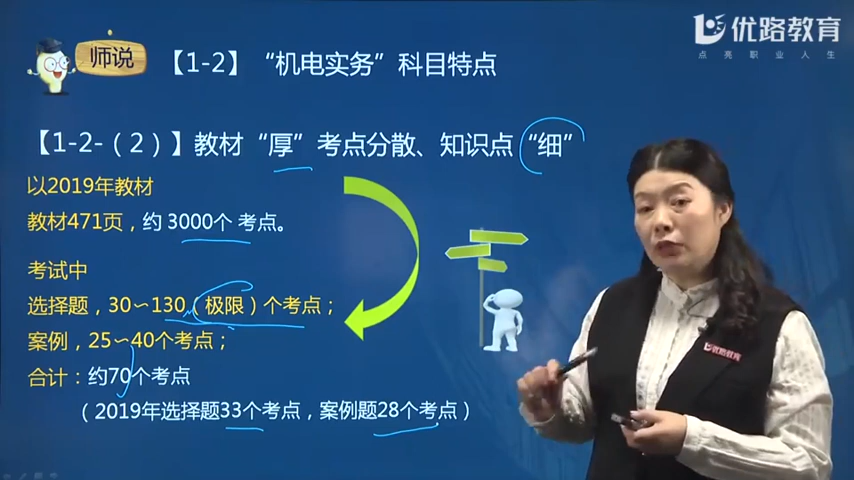 师说
【1-2】“机电实务”科目特点
优路教育
点亮职业人生
【1-2-（2）】教材“厚”考点分散、知识点“细”
以2019年教材
教材471页，约 3000个 考点。
考试中
选择题，30～130（极限）个考点；
案例，25～40个考点；
合计：约70个考点
（2019年选择题33个考点，案例题28个考点）
优路教育